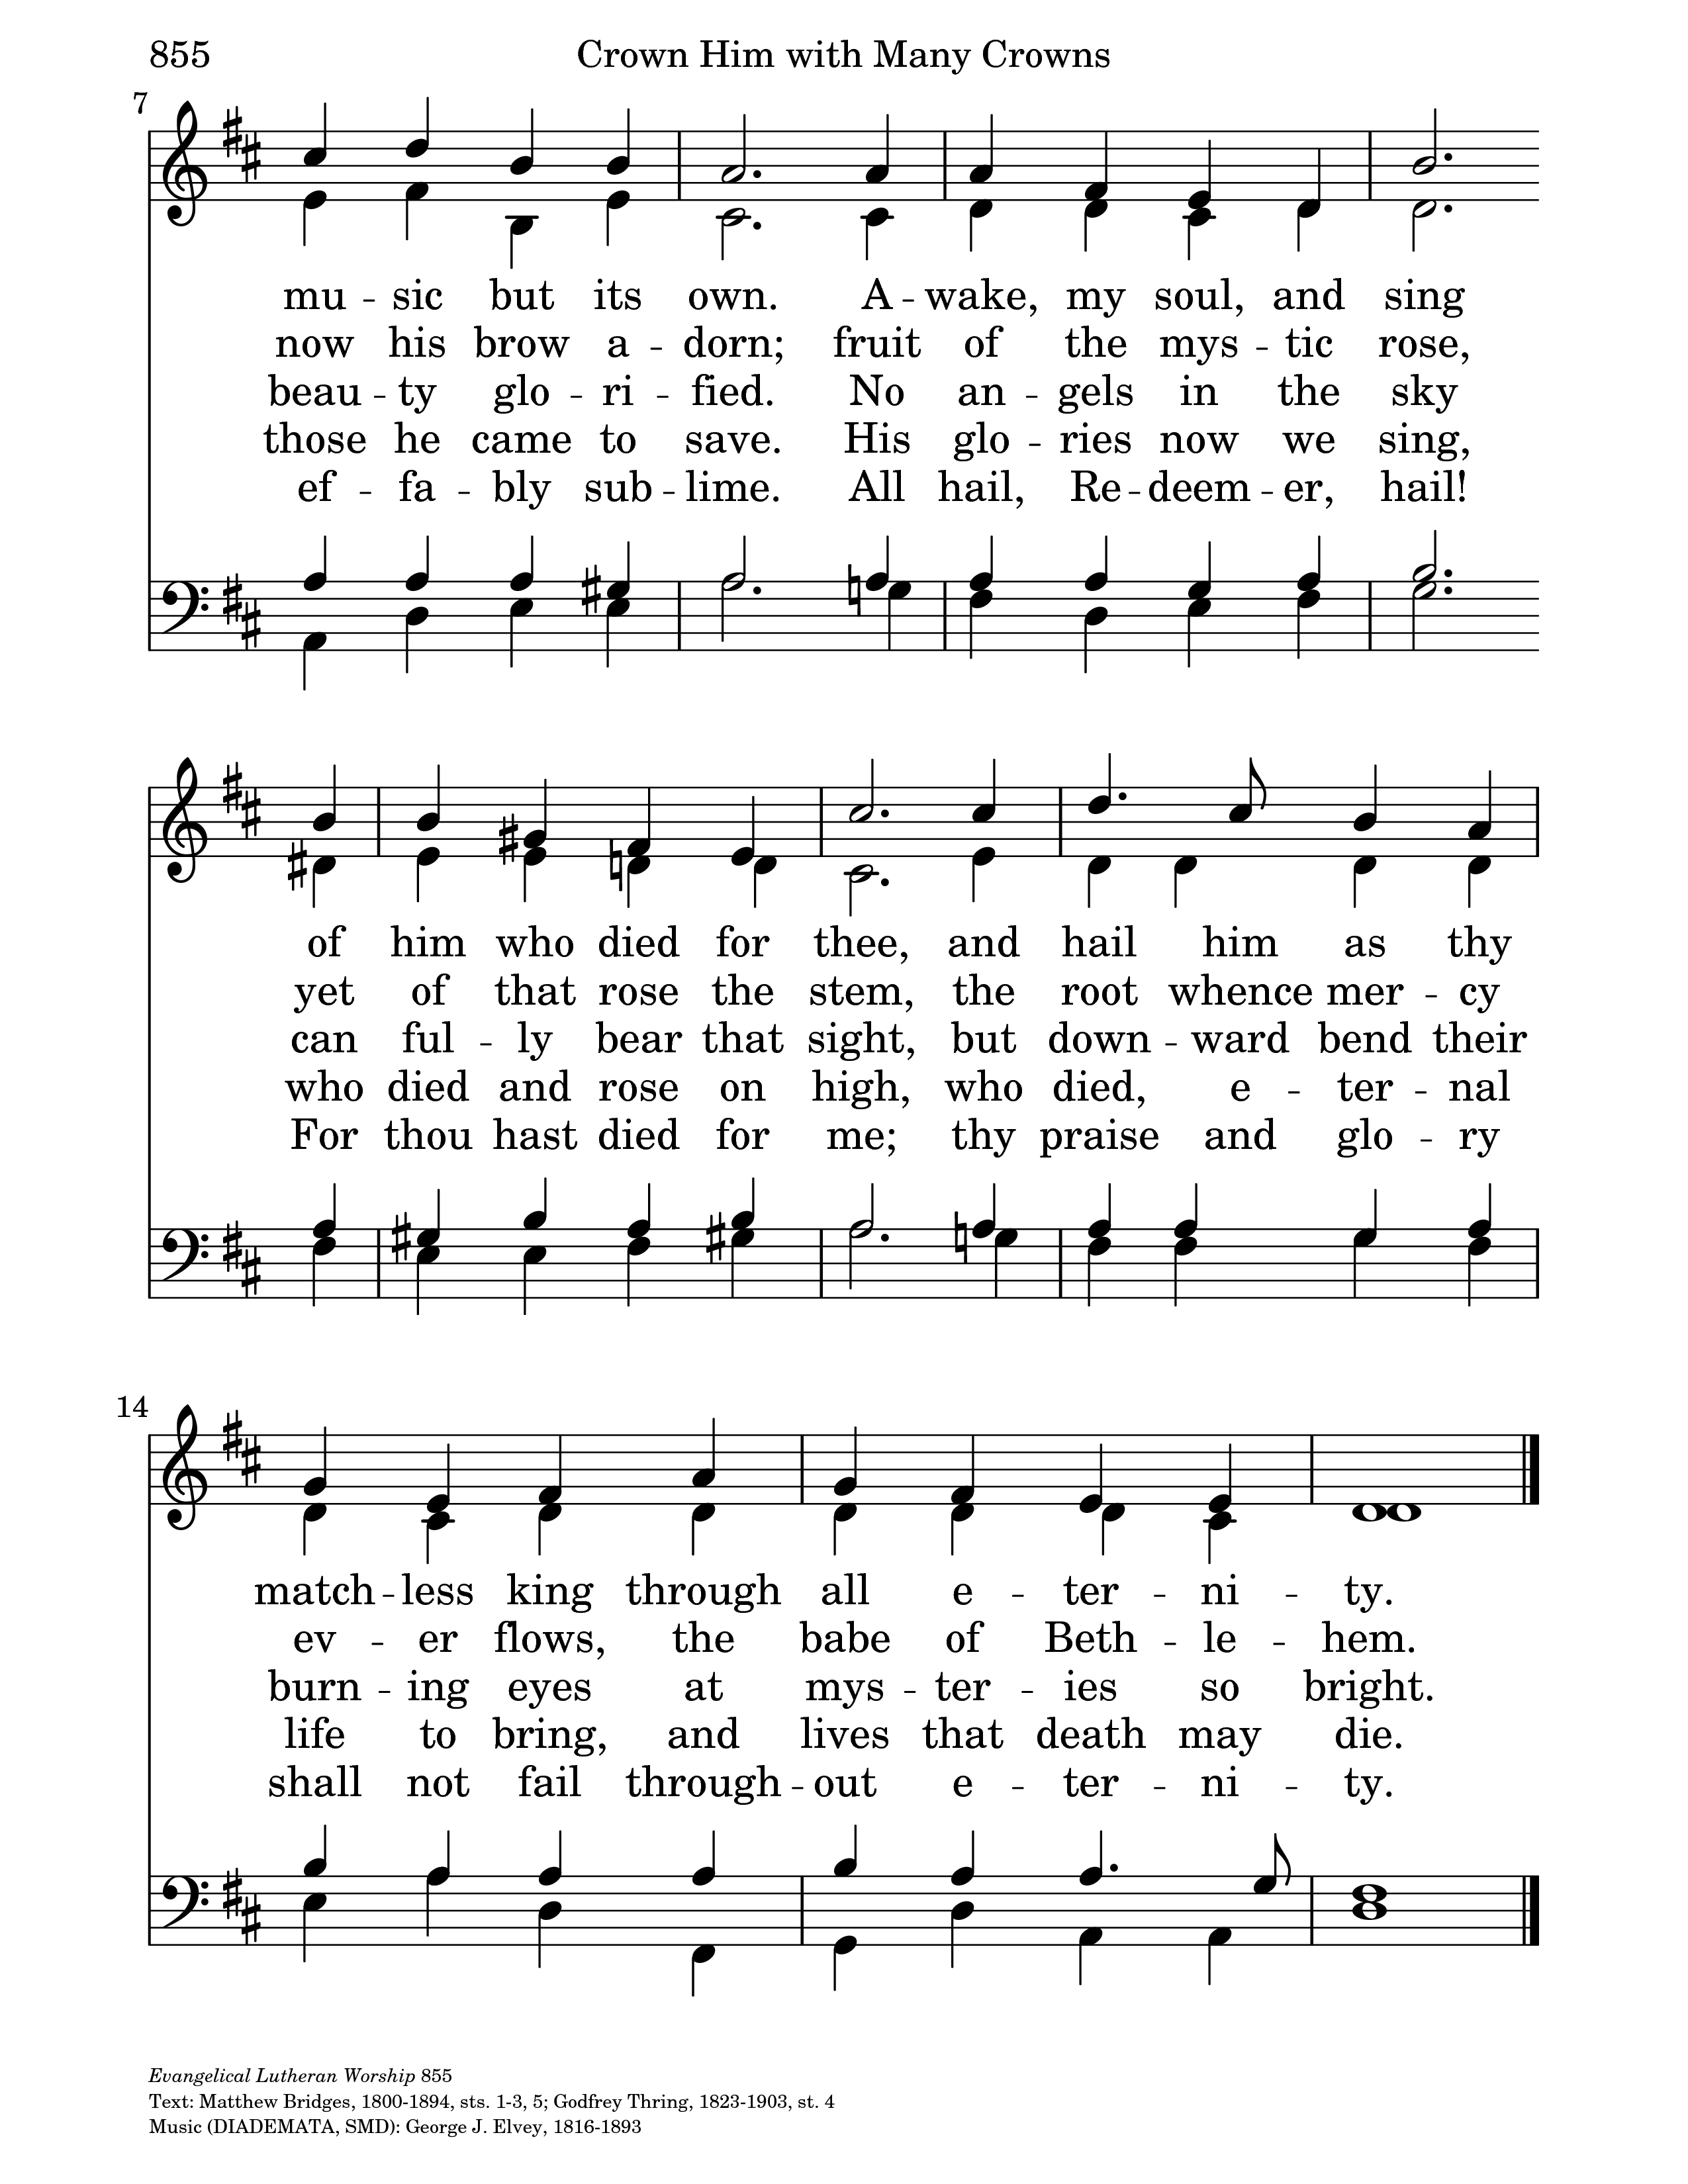 855 Crown Him with Many Crowns
7
mu - sic but its own. A - wake, my soul, and sing
now his brow a - dorn; fruit of the mys - tic rose,
beau - ty glo - ri - fied. No an - gels in the sky
those he came to save. His glo - ries now we sing,
ef - fa - bly sub - lime. All hail, Re - deem - er, hail!
of him who died for thee, and hail him as thy
yet of that rose the stem, the root whence mer - cy
can ful - ly bear that sight, but down - ward bend their
who died and rose on high, who died, e - ter - nal
For thou hast died for me; thy praise and glo - ry
14
match - less king through all e - ter - ni - ty.
ev - er flows, the babe of Beth - le - hem.
burn - ing eyes at mys - ter - ies so bright.
life to bring, and lives that death may die.
shall not fail through - out e - ter - ni - ty.
Evangelical Lutheran Worship 855
Text: Matthew Bridges, 1800-1894, sts. 1-3, 5; Godfrey Thring, 1823-1903, st. 4
Music (DIADEMATA, SMD): George J. Elvey, 1816-1893